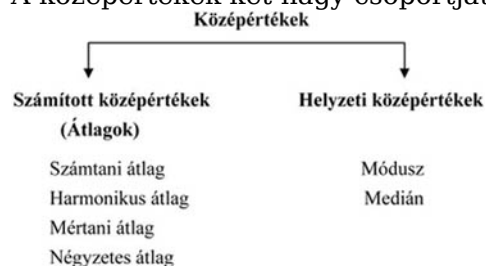 A középértékek két nagy csoportját
Középértékek
Számított középértékek
(Átlagok)
Helyzeti középértékek
Számtani átlag
Harmonikus átlag
Mértani átlag
Négyzetes átlag
Módusz
Medián